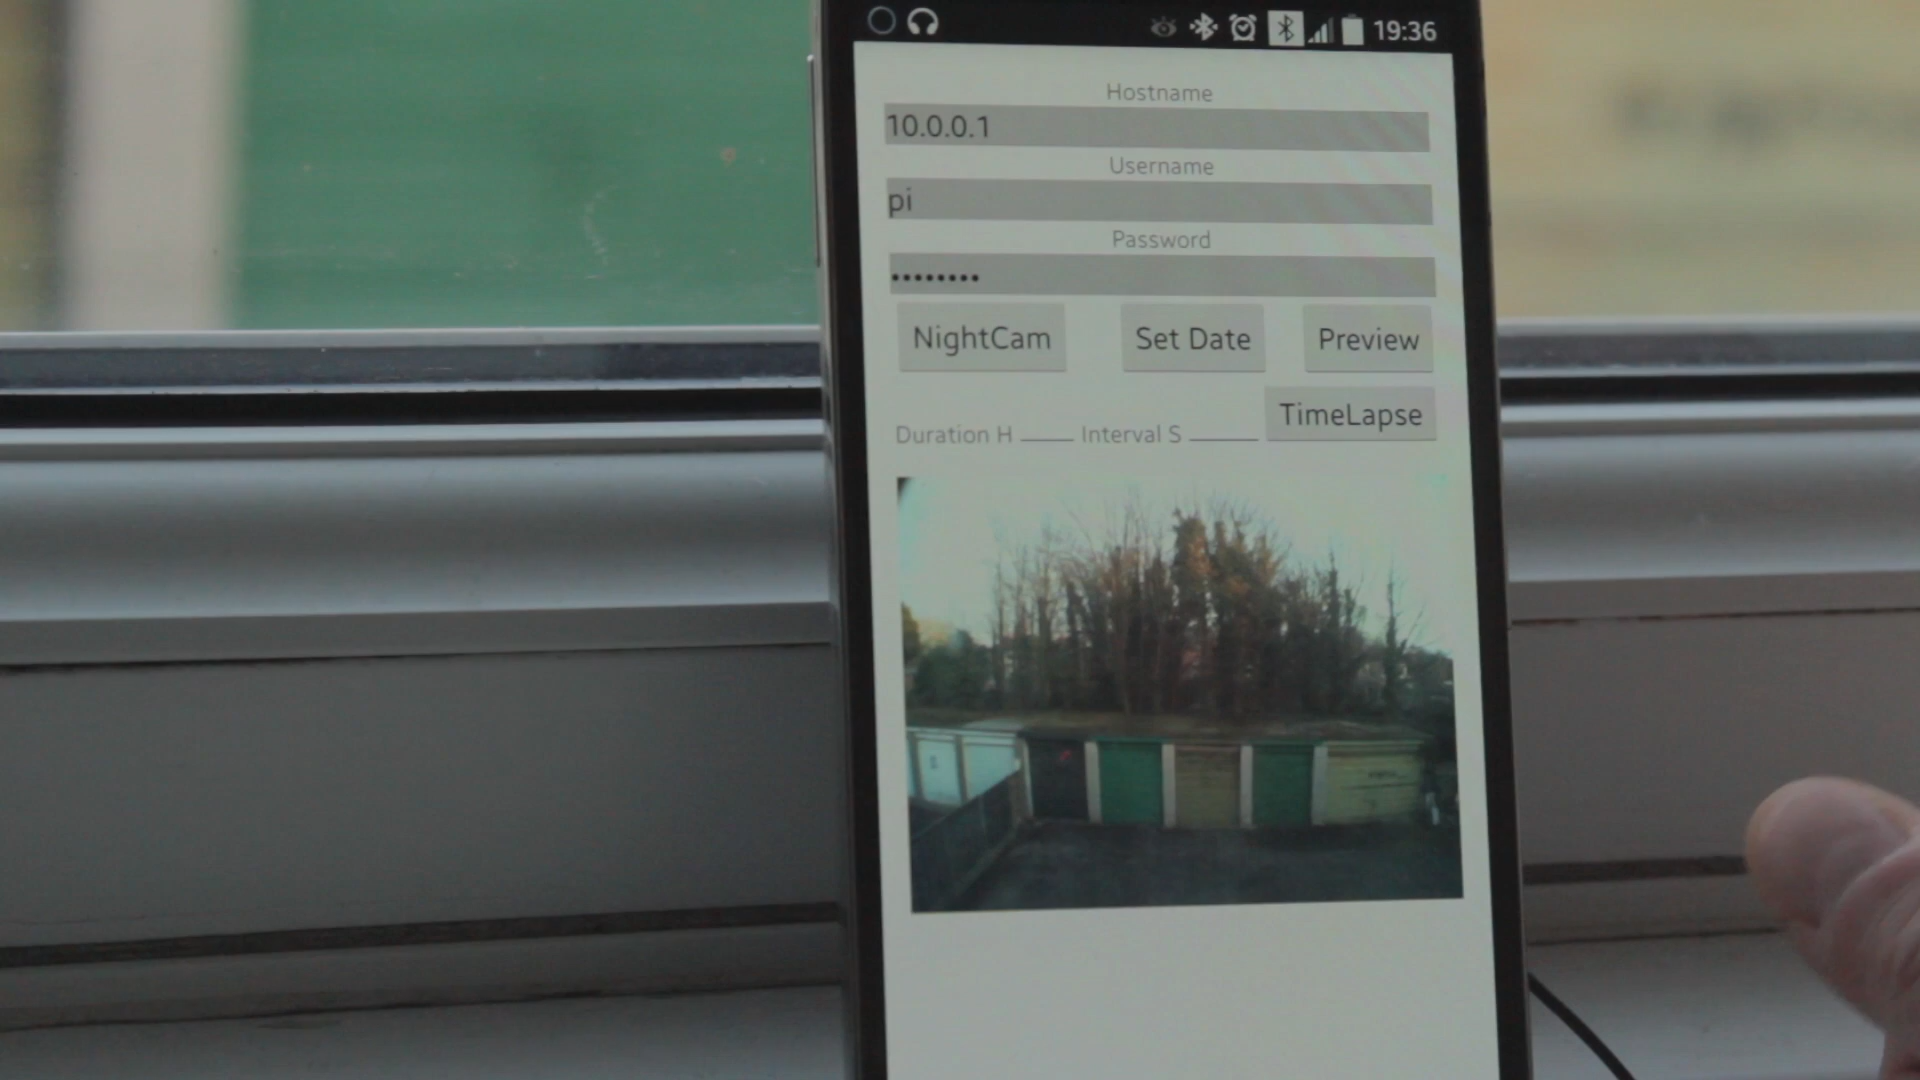 19:36
Hostname
10.0.0.1
Username
pi
Password
••••••••
NightCam Set Date Preview
Duration H Interval S TimeLapse